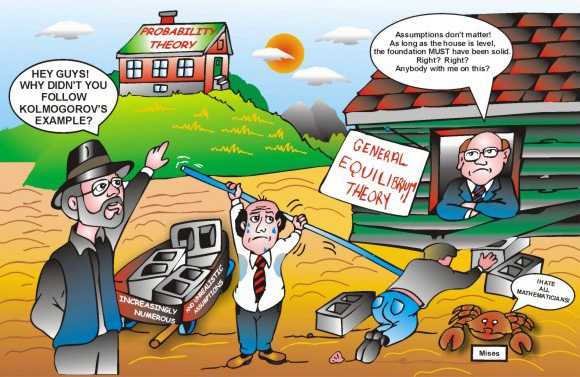 PROBABILITY
THEORY
Assumptions don't matter!
As long as the house is level,
the foundation MUST have been solid.
Right? Right?
Anybody with me on this?
HEY GUYS!
WHY DIDN'T YOU
FOLLOW
KOLMOGOROV'S
EXAMPLE?
GENERAL
EQUILIBRIUM
THEORY
INCREASINGLY
NUMEROUS
AND UNREALISTIC
ASSUMPTIONS
I HATE
ALL
MATHEMATICIANS!
Mises